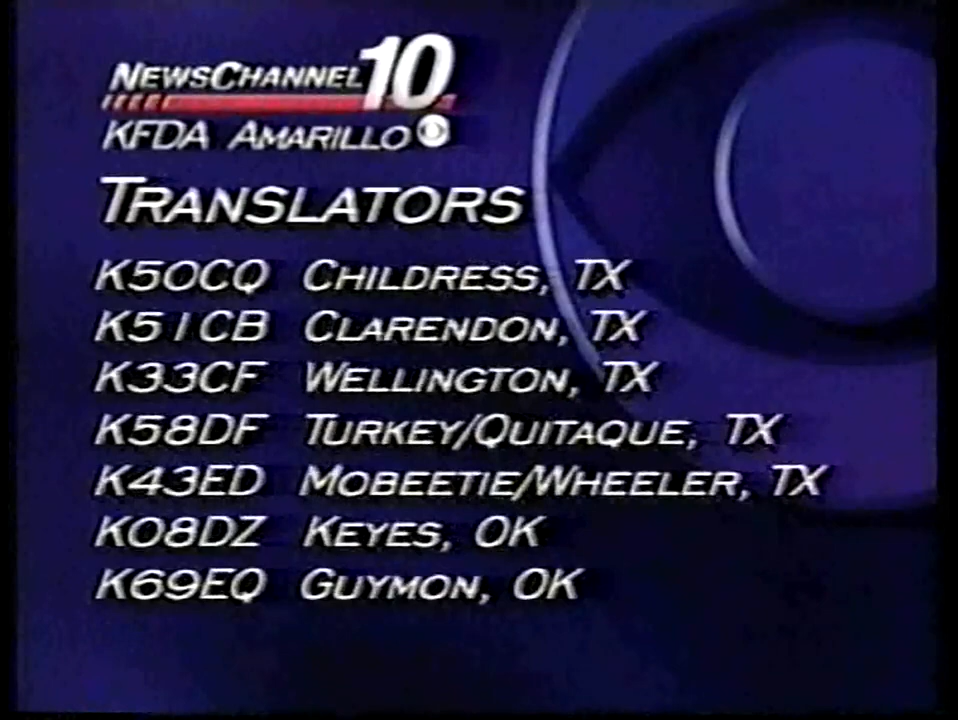 NEWSCHANNEL 10
KFDA AMARILLO
TRANSLATORS
K50CQ CHILDRESS, TX
K51CB CLARENDON, TX
K33CF WELLINGTON, TX
K58DF TURKEY/QUITAQUE, TX
K43ED MOBEETIE/WHEELER, TX
K08DZ KEYES, OK
K69EQ GUYMON, OK